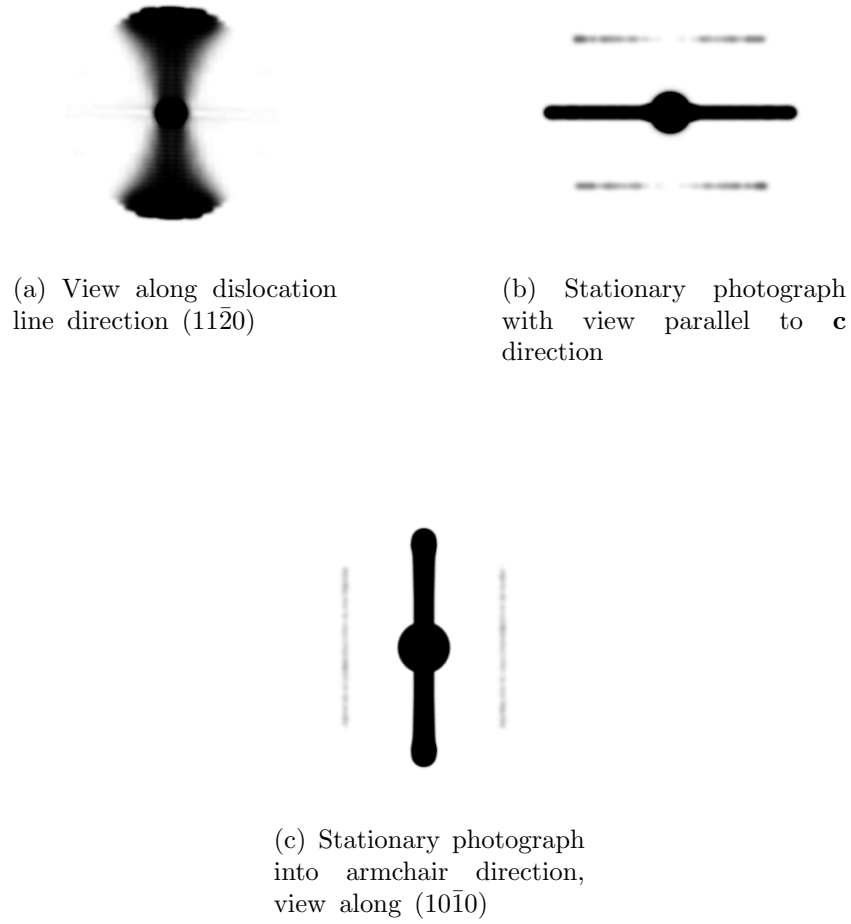 (a) View along dislocation
line direction (112̄0)
(b) Stationary photograph
with view parallel to c
direction
(c) Stationary photograph
into armchair direction,
view along (101̄0)